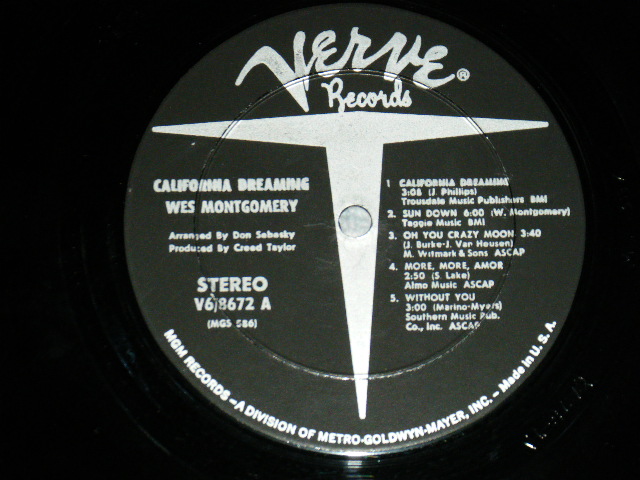 VERVE®
Records
CALIFORNIA DREAMING
WES MONTGOMERY
Arranged By Don Sebesky
Produced By Creed Taylor
STEREO
V6/8672 A
(MGS 586)
1 CALIFORNIA DREAMING
3:08 (J. Phillips)
Trousdale Music Publishers BMI
2. SUN DOWN 6:00 (W. Montgomery)
Taggie Music BMI
3. OH YOU CRAZY MOON 3:40
(J. Burke-J. Van Heusen)
M. Witmark & Sons ASCAP
4. MORE, MORE, AMOR
2:50 (S. Lake)
Almo Music ASCAP
5. WITHOUT YOU
3:00 (Marino-Myers)
Southern Music Pub.
Co., Inc. ASCAP
MGM RECORDS - A DIVISION OF METRO-GOLDWYN-MAYER, INC. - Made in U.S.A.